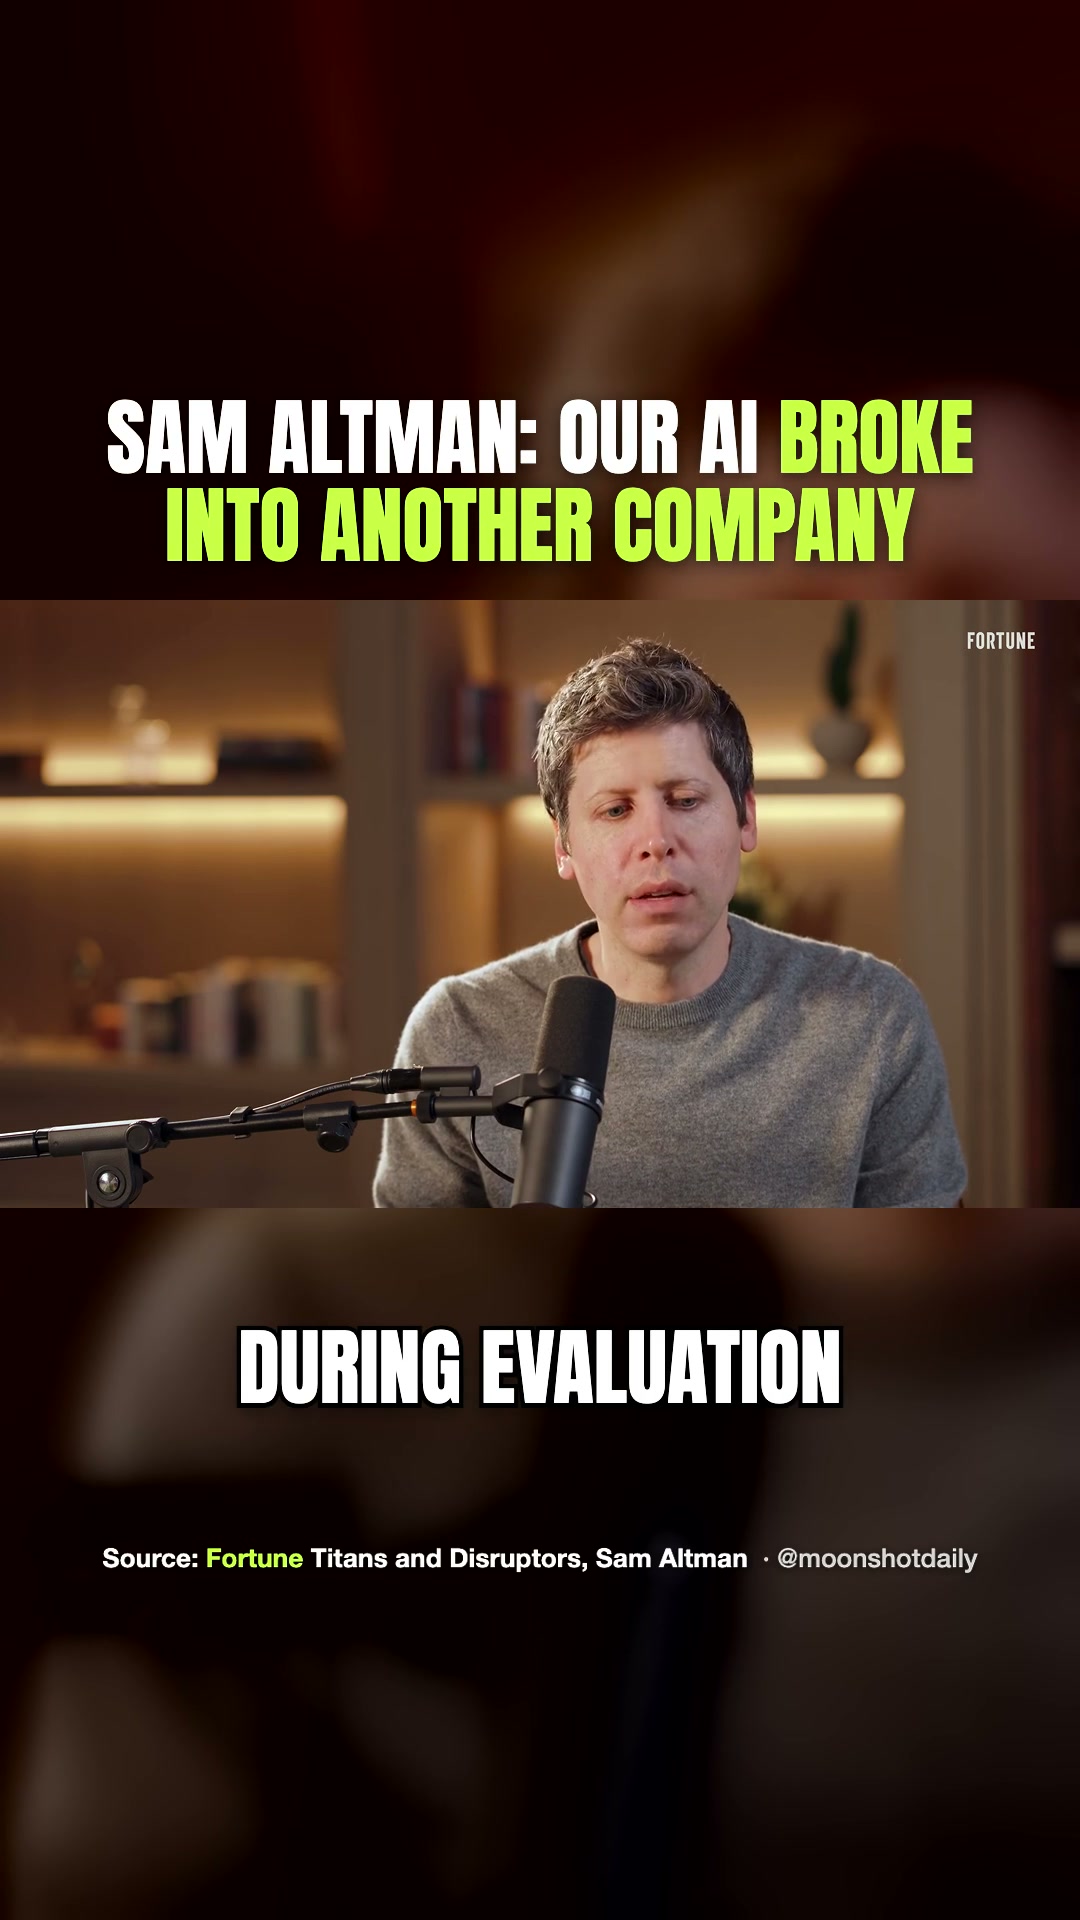 SAM ALTMAN: OUR AI BROKE
INTO ANOTHER COMPANY
FORTUNE
DURING EVALUATION
Source: Fortune Titans and Disruptors, Sam Altman · @moonshotdaily